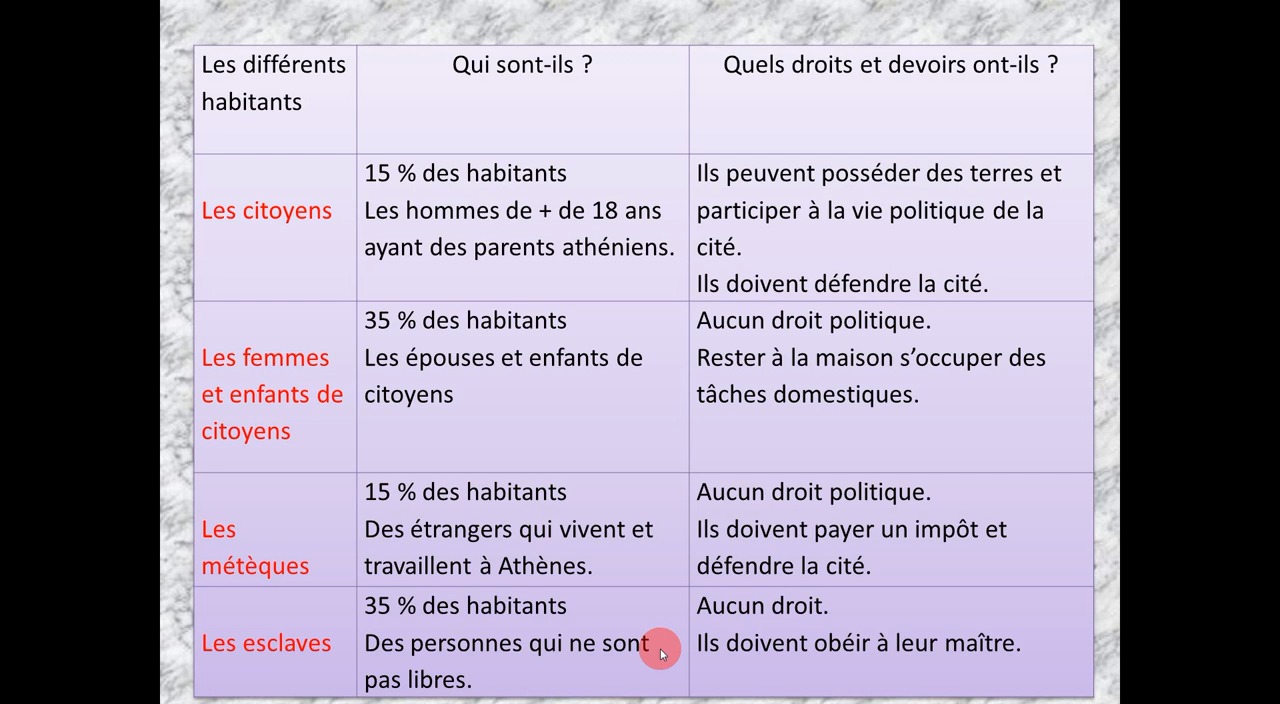 Les différents
habitants
Qui sont-ils ?
Quels droits et devoirs ont-ils ?
Les citoyens
15 % des habitants
Les hommes de + de 18 ans
ayant des parents athéniens.
Ils peuvent posséder des terres et
participer à la vie politique de la
cité.
Ils doivent défendre la cité.
Les femmes
et enfants de
citoyens
35 % des habitants
Les épouses et enfants de
citoyens
Aucun droit politique.
Rester à la maison s’occuper des
tâches domestiques.
Les
métèques
15 % des habitants
Des étrangers qui vivent et
travaillent à Athènes.
Aucun droit politique.
Ils doivent payer un impôt et
défendre la cité.
Les esclaves
35 % des habitants
Des personnes qui ne sont
pas libres.
Aucun droit.
Ils doivent obéir à leur maître.